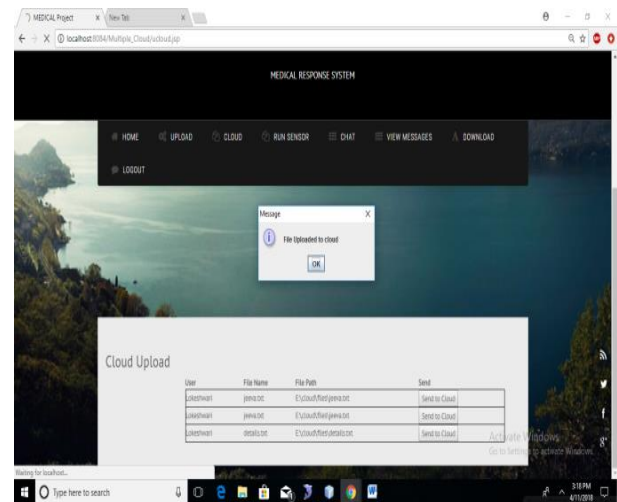 MEDICAL Project
New Tab
localhost:8084/Multiple_Cloud/ucloud.jsp
MEDICAL RESPONSE SYSTEM
HOME UPLOAD CLOUD RUN SENSOR CHAT VIEW MESSAGES DOWNLOAD
LOGOUT
Message
File Uploaded to cloud
OK
Cloud Upload
User File Name File Path Send
Lokeshwari jeeva.txt E:\cloud\files\jeeva.txt Send to Cloud
Lokeshwari jeeva.txt E:\cloud\files\jeeva.txt Send to Cloud
Lokeshwari details.txt E:\cloud\files\details.txt Send to Cloud
Activate Windows
Go to Settings to activate Windows.
Waiting for localhost...
Type here to search
3:18 PM
4/11/2018